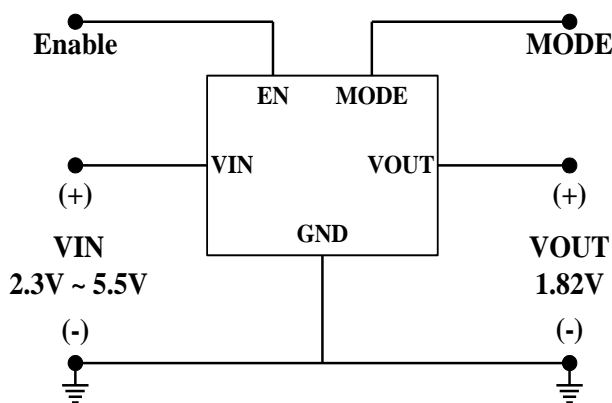 Enable
MODE
EN
MODE
VIN
VOUT
(+)
(+)
GND
VIN
VOUT
2.3V ~ 5.5V
1.82V
(-)
(-)